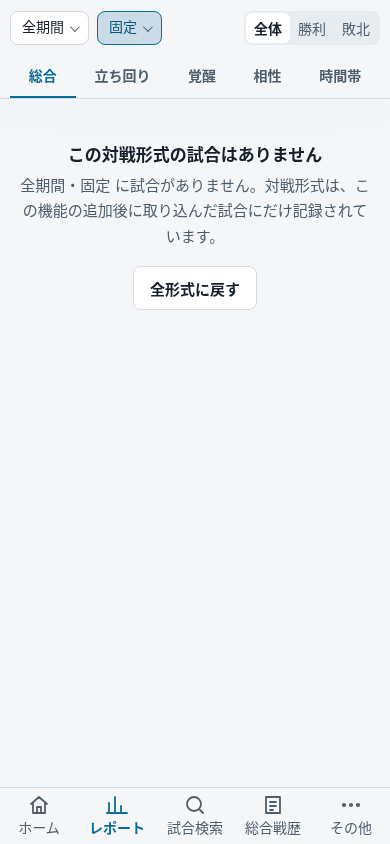 全期間 固定 全体 勝利 敗北
総合 立ち回り 覚醒 相性 時間帯
この対戦形式の試合はありません
全期間・固定 に試合がありません。対戦形式は、こ
の機能の追加後に取り込んだ試合にだけ記録されて
います。
全形式に戻す
ホーム レポート 試合検索 総合戦歴 その他